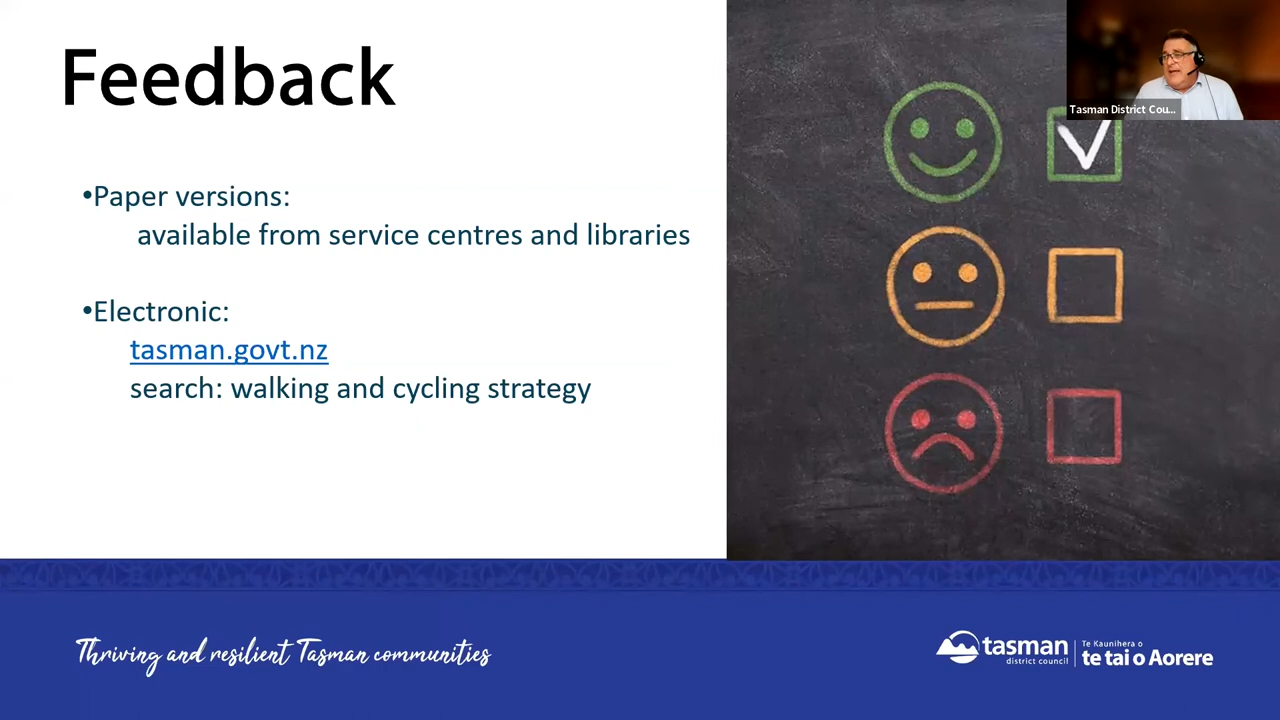 Feedback
•Paper versions:
available from service centres and libraries
•Electronic:
tasman.govt.nz
search: walking and cycling strategy
Tasman District Cou...
Thriving and resilient Tasman communities
tasman
district council
Te Kaunihera o
te tai o Aorere